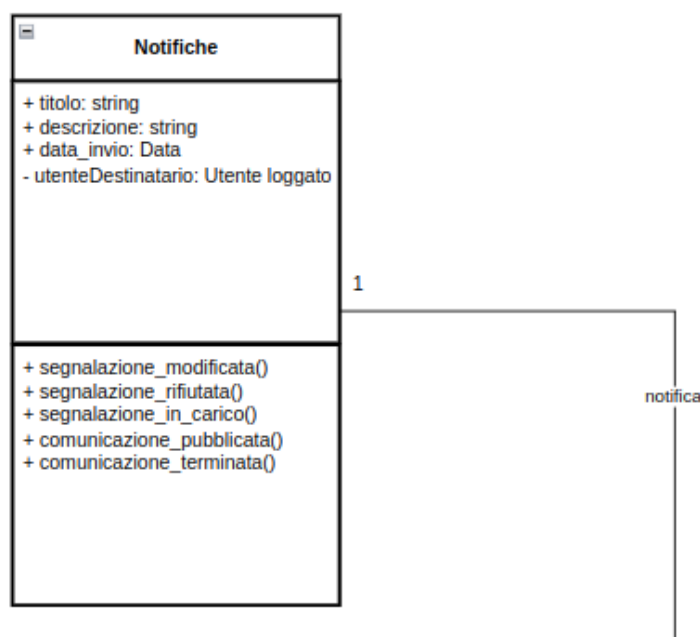 Notifiche
+ titolo: string
+ descrizione: string
+ data_invio: Data
- utenteDestinatario: Utente loggato
1
+ segnalazione_modificata()
+ segnalazione_rifiutata()
+ segnalazione_in_carico()
+ comunicazione_pubblicata()
+ comunicazione_terminata()
notifica